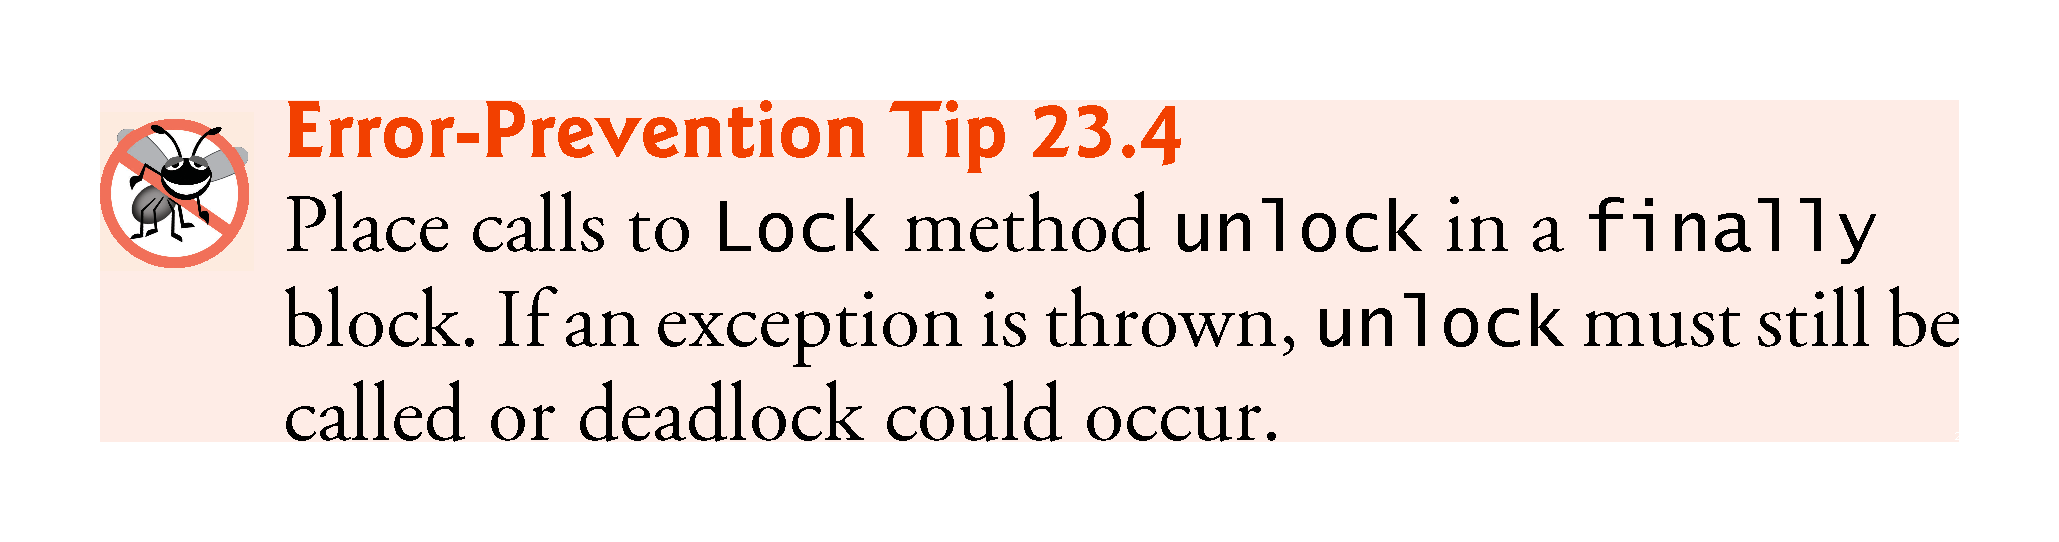 Error-Prevention Tip 23.4
Place calls to Lock method unlock in a finally
block. If an exception is thrown, unlock must still be
called or deadlock could occur.